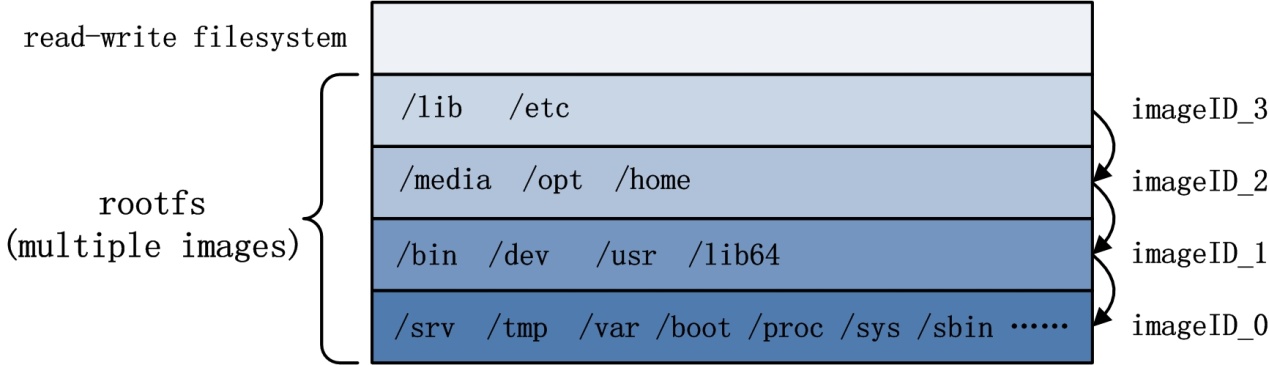 read-write filesystem
/lib /etc imageID_3
/media /opt /home imageID_2
rootfs
(multiple images)
/bin /dev /usr /lib64 imageID_1
/srv /tmp /var /boot /proc /sys /sbin ······ imageID_0